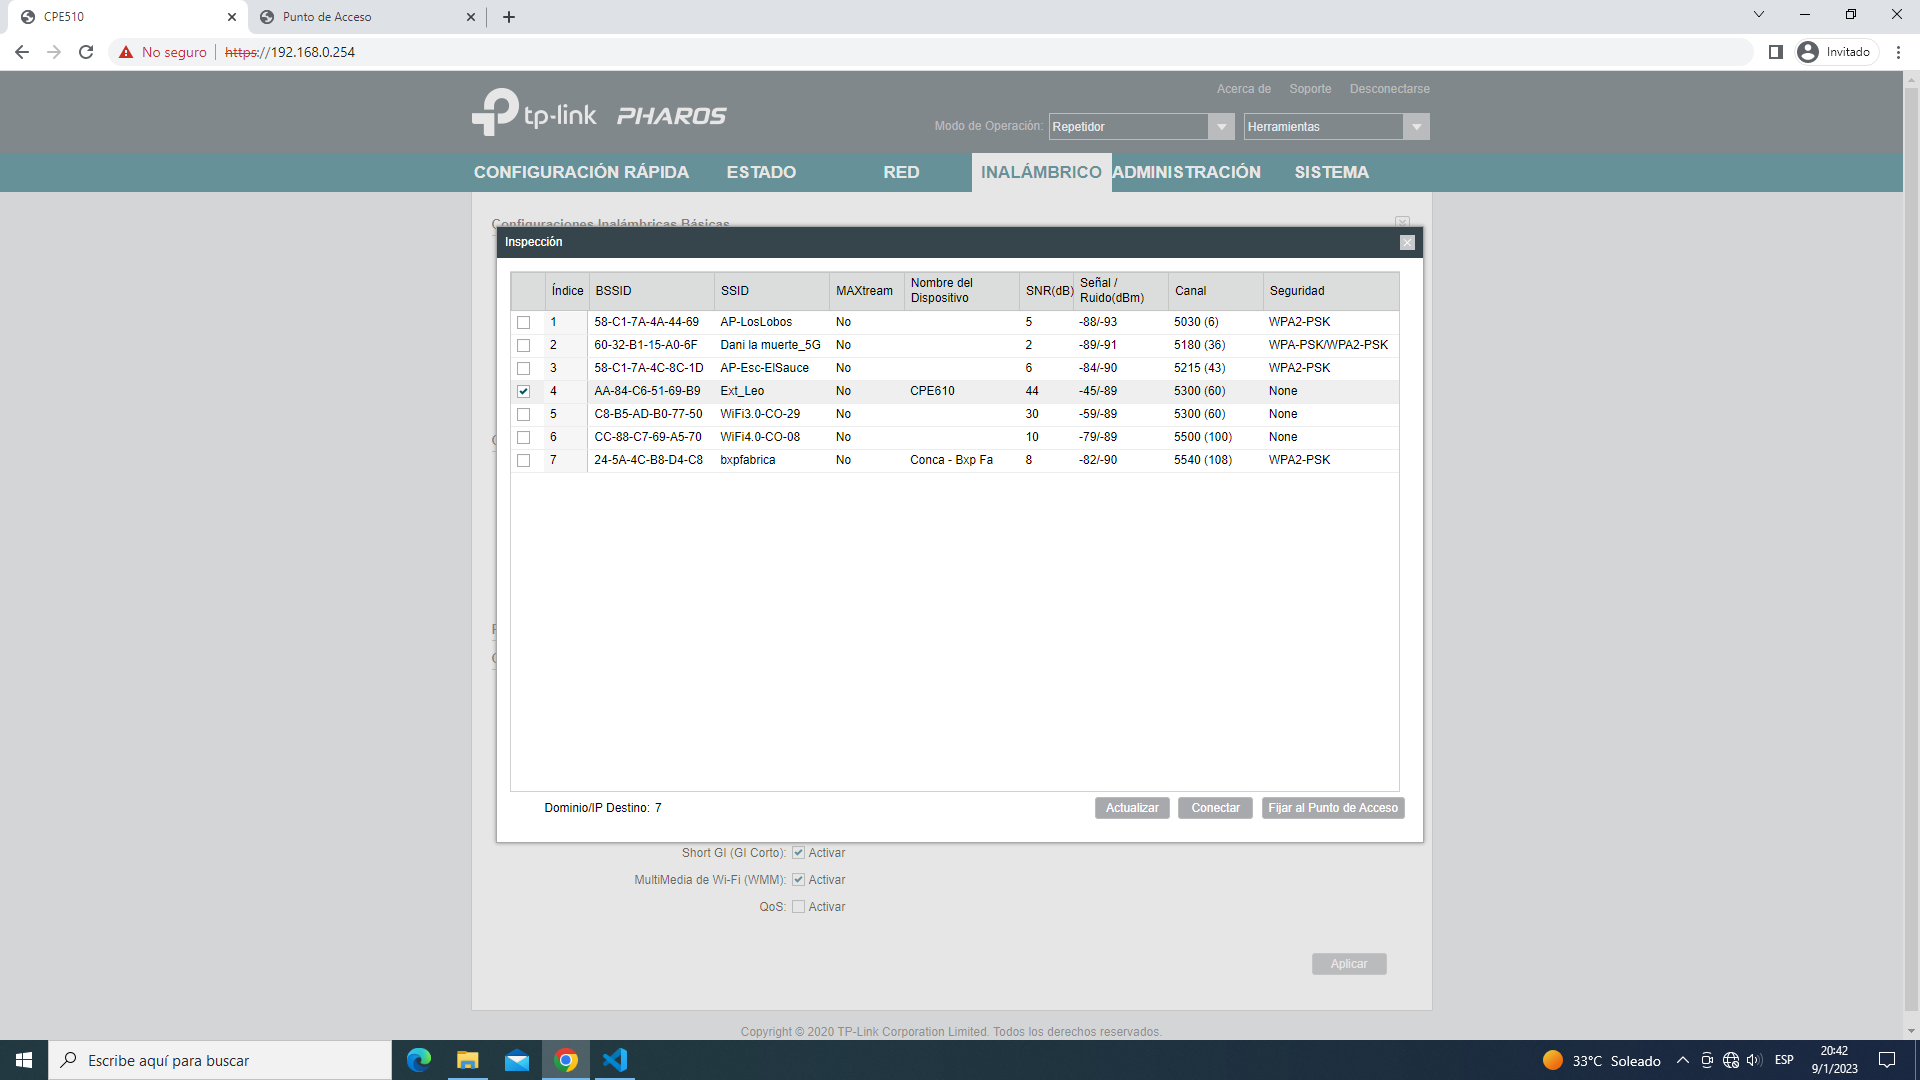 CPE510
Punto de Acceso
No seguro
https://192.168.0.254
Invitado
Acerca de Soporte Desconectarse
tp-link PHAROS
Modo de Operación: Repetidor Herramientas
CONFIGURACIÓN RÁPIDA ESTADO RED INALÁMBRICO ADMINISTRACIÓN SISTEMA
Configuraciones Inalámbricas Básicas
Inspección
Índice BSSID SSID MAXtream Nombre del Dispositivo SNR(dB) Señal / Ruido(dBm) Canal Seguridad
1 58-C1-7A-4A-44-69 AP-LosLobos No 5 -88/-93 5030 (6) WPA2-PSK
2 60-32-B1-15-A0-6F Dani la muerte_5G No 2 -89/-91 5180 (36) WPA-PSK/WPA2-PSK
3 58-C1-7A-4C-8C-1D AP-Esc-ElSauce No 6 -84/-90 5215 (43) WPA2-PSK
4 AA-84-C6-51-69-B9 Ext_Leo No CPE610 44 -45/-89 5300 (60) None
5 C8-B5-AD-B0-77-50 WiFi3.0-CO-29 No 30 -59/-89 5300 (60) None
6 CC-88-C7-69-A5-70 WiFi4.0-CO-08 No 10 -79/-89 5500 (100) None
7 24-5A-4C-B8-D4-C8 bxpfabrica No Conca - Bxp Fa 8 -82/-90 5540 (108) WPA2-PSK
Dominio/IP Destino: 7
Actualizar Conectar Fijar al Punto de Acceso
Short GI (GI Corto): Activar
MultiMedia de Wi-Fi (WMM): Activar
QoS: Activar
Aplicar
Copyright © 2020 TP-Link Corporation Limited. Todos los derechos reservados.
Escribe aquí para buscar
33°C Soleado
ESP
20:42
9/1/2023